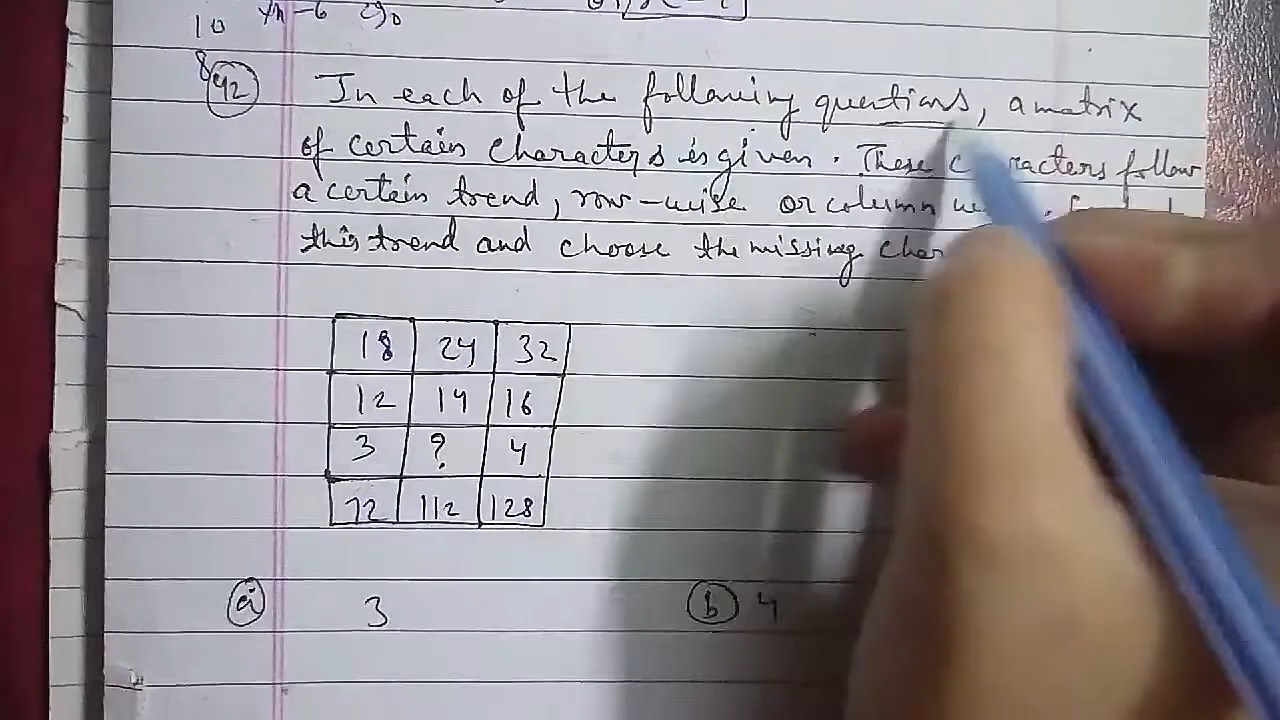 10
8
42 In each of the following questions, a matrix
of certain characters is given. These characters follow
a certain trend, row-wise or column
this trend and choose the missing
18 24 32
12 14 16
3 ? 4
72 112 128
a 3 b 4